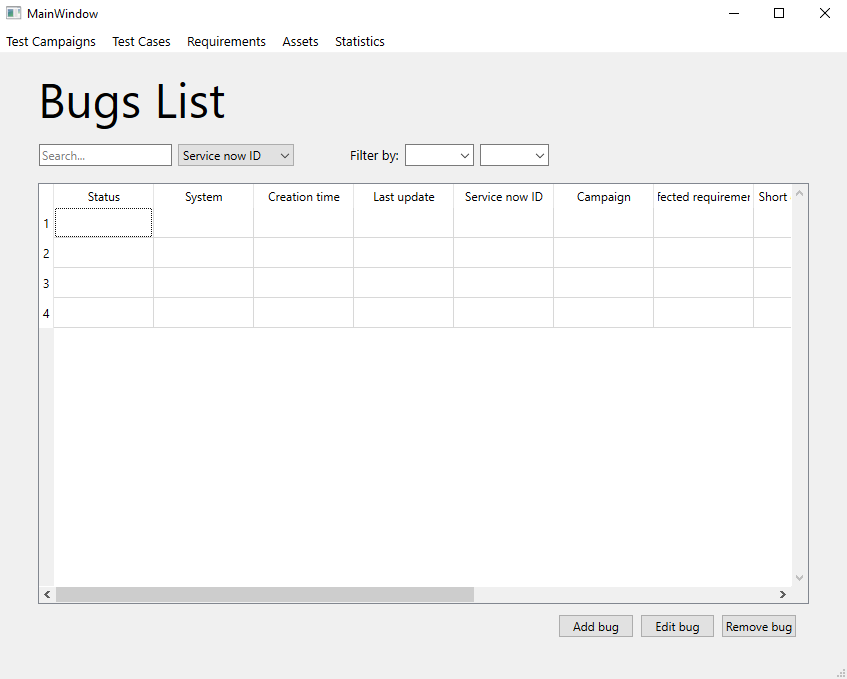 MainWindow
Test Campaigns Test Cases Requirements Assets Statistics
Bugs List
Search... Service now ID Filter by:
Status System Creation time Last update Service now ID Campaign fected requiremen Short
1
2
3
4
Add bug Edit bug Remove bug